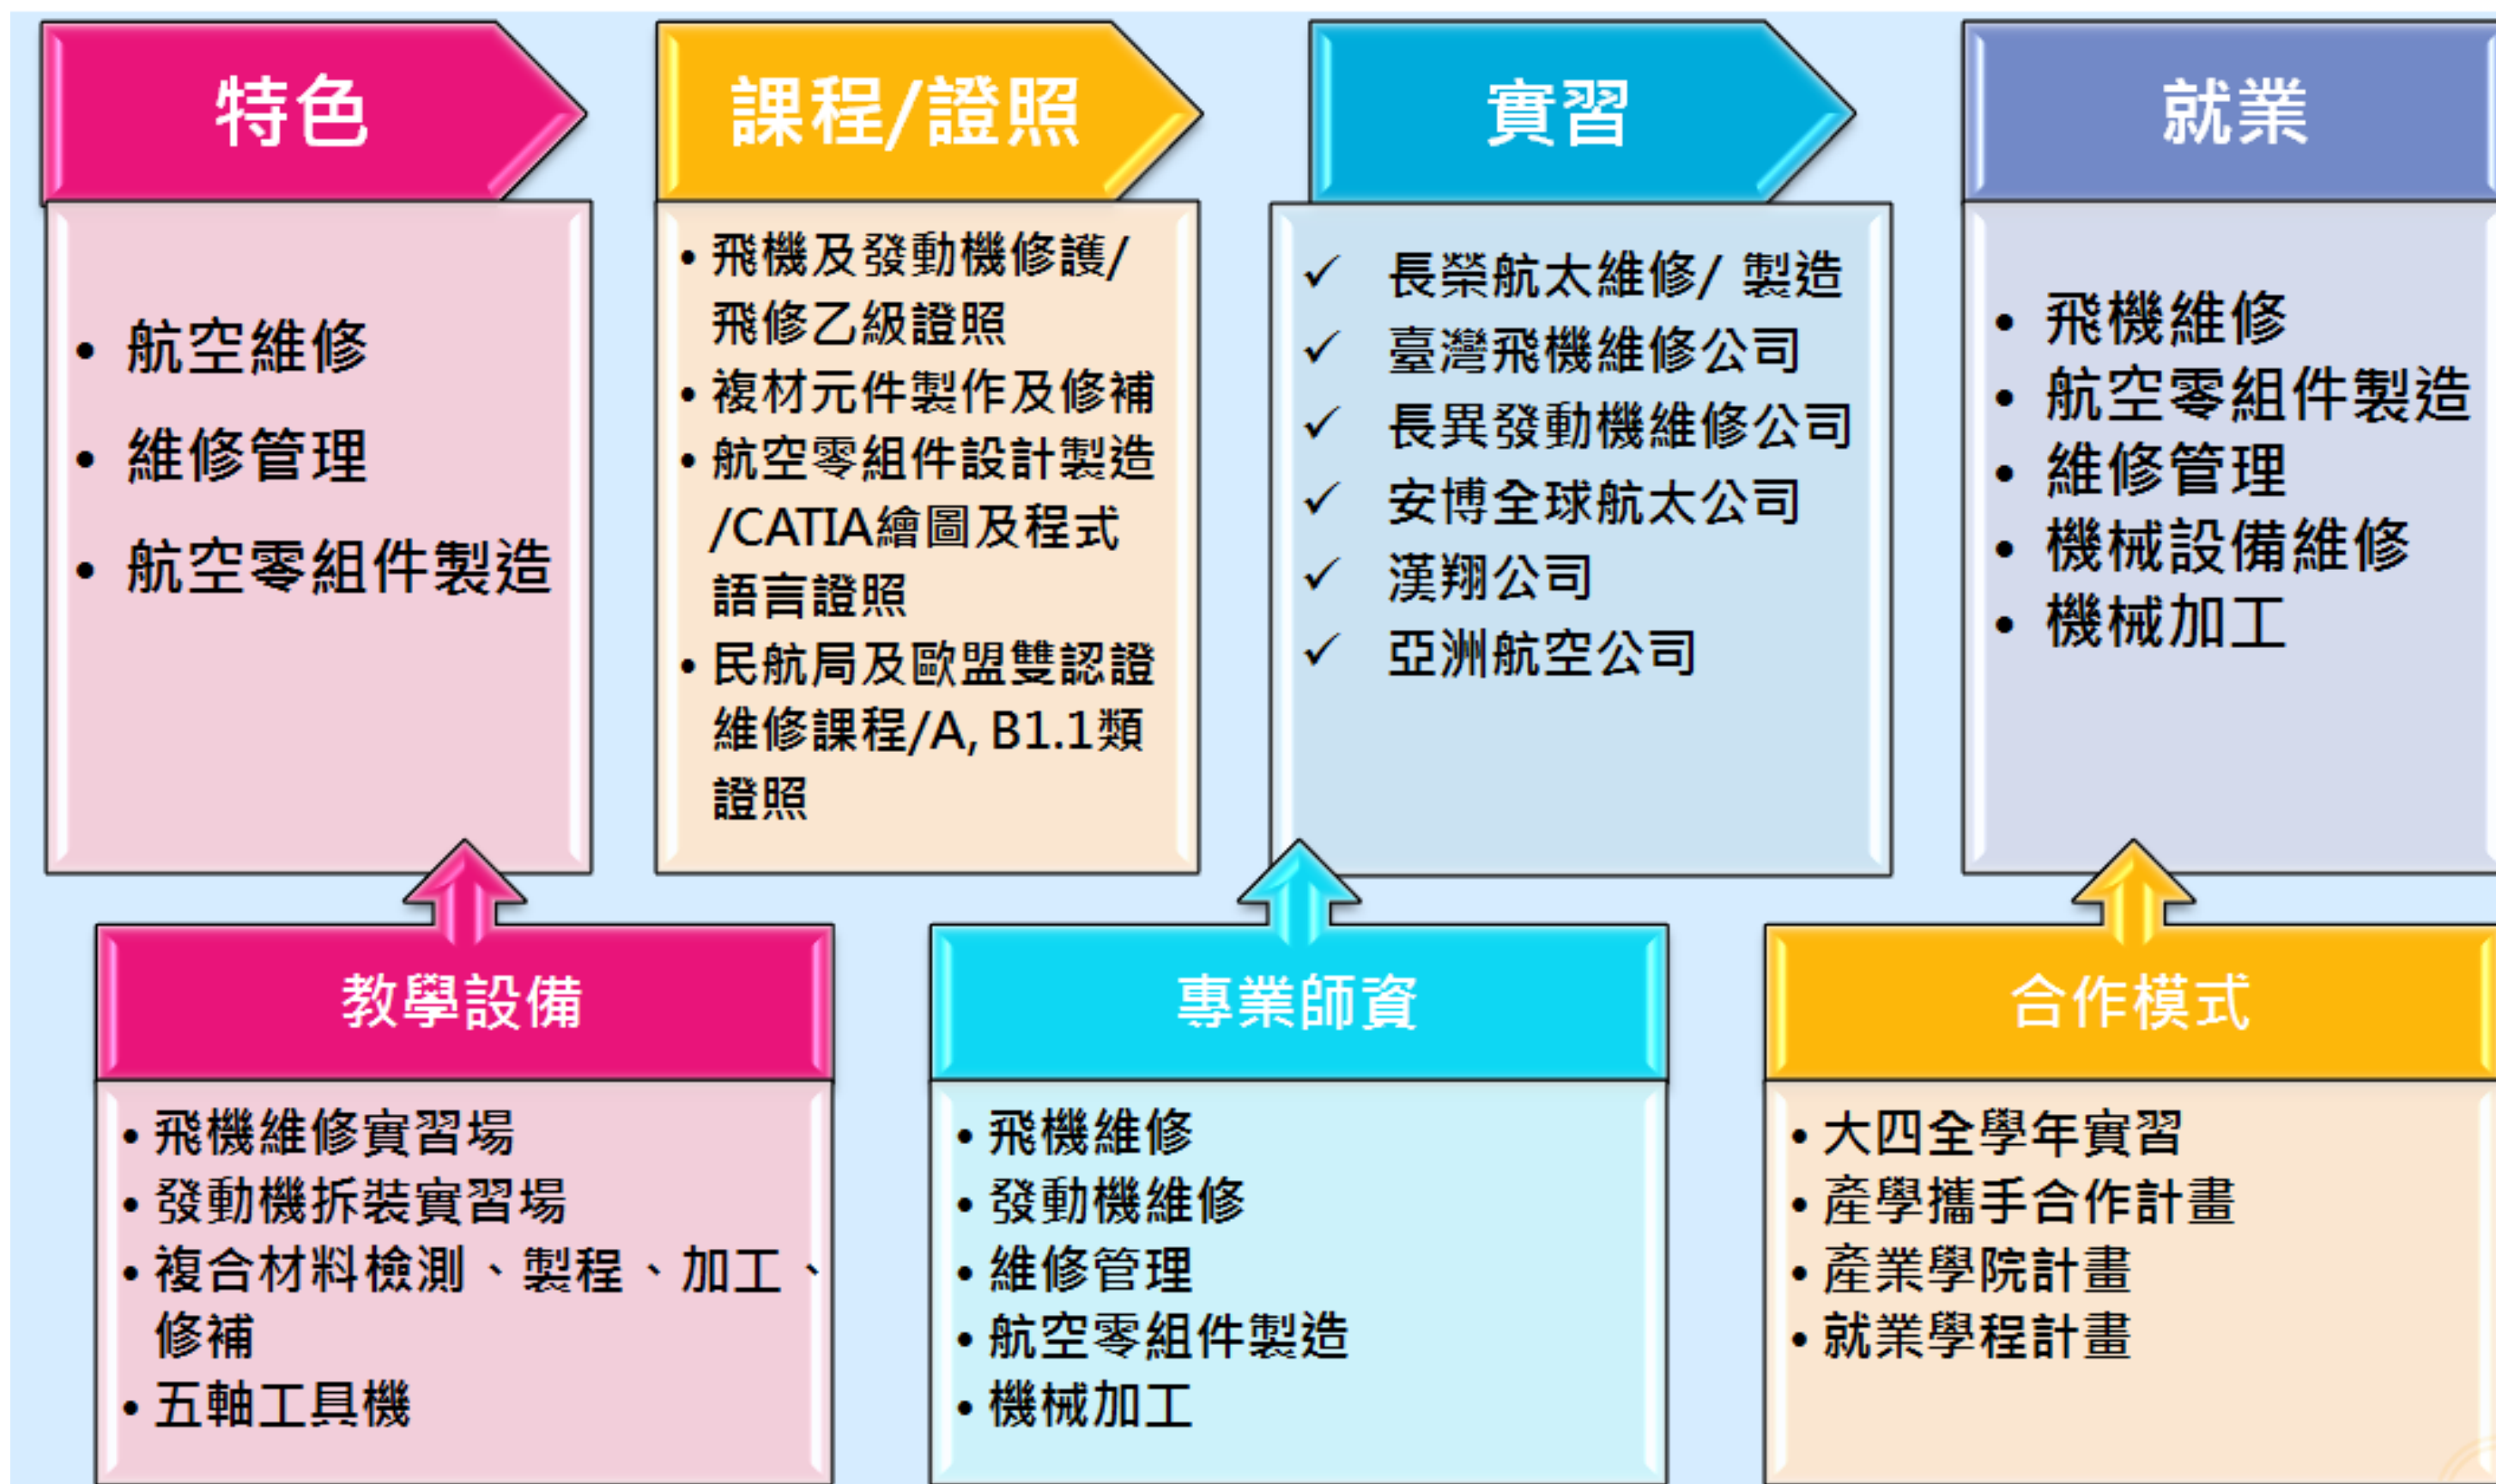 特色
航空維修
維修管理
航空零組件製造
課程/證照
飛機及發動機修護/
飛修乙級證照
複材元件製作及修補
航空零組件設計製造
/CATIA繪圖及程式
語言證照
民航局及歐盟雙認證
維修課程/A, B1.1類
證照
實習
長榮航太維修/ 製造
臺灣飛機維修公司
長異發動機維修公司
安博全球航太公司
漢翔公司
亞洲航空公司
就業
飛機維修
航空零組件製造
維修管理
機械設備維修
機械加工
教學設備
飛機維修實習場
發動機拆裝實習場
複合材料檢測、製程、加工、
修補
五軸工具機
專業師資
飛機維修
發動機維修
維修管理
航空零組件製造
機械加工
合作模式
大四全學年實習
產學攜手合作計畫
產業學院計畫
就業學程計畫